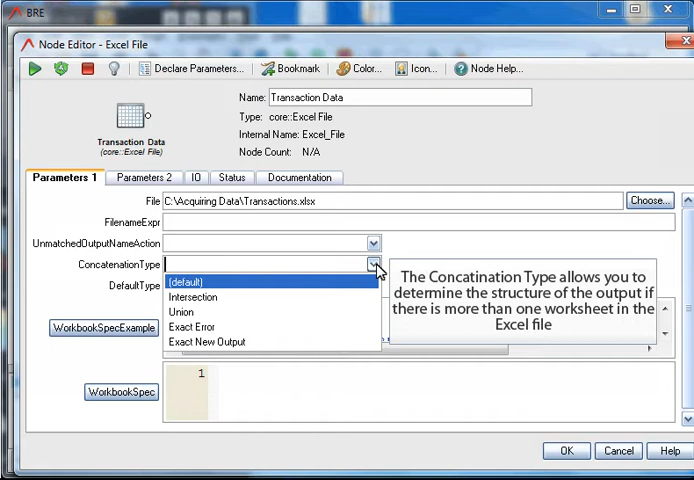 BRE
Node Editor - Excel File
Declare Parameters...
Bookmark
Color...
Icon...
Node Help...
Name: Transaction Data
Type: core::Excel File
Internal Name: Excel_File
Node Count: N/A
Transaction Data
(core::Excel File)
Parameters 1
Parameters 2
IO
Status
Documentation
File C:\Acquiring Data\Transactions.xlsx
Choose...
FilenameExpr
UnmatchedOutputNameAction
ConcatenationType
DefaultType
(default)
Intersection
Union
Exact Error
Exact New Output
The Concatination Type allows you to
determine the structure of the output if
there is more than one worksheet in the
Excel file
WorkbookSpecExample
WorkbookSpec
1
OK
Cancel
Help